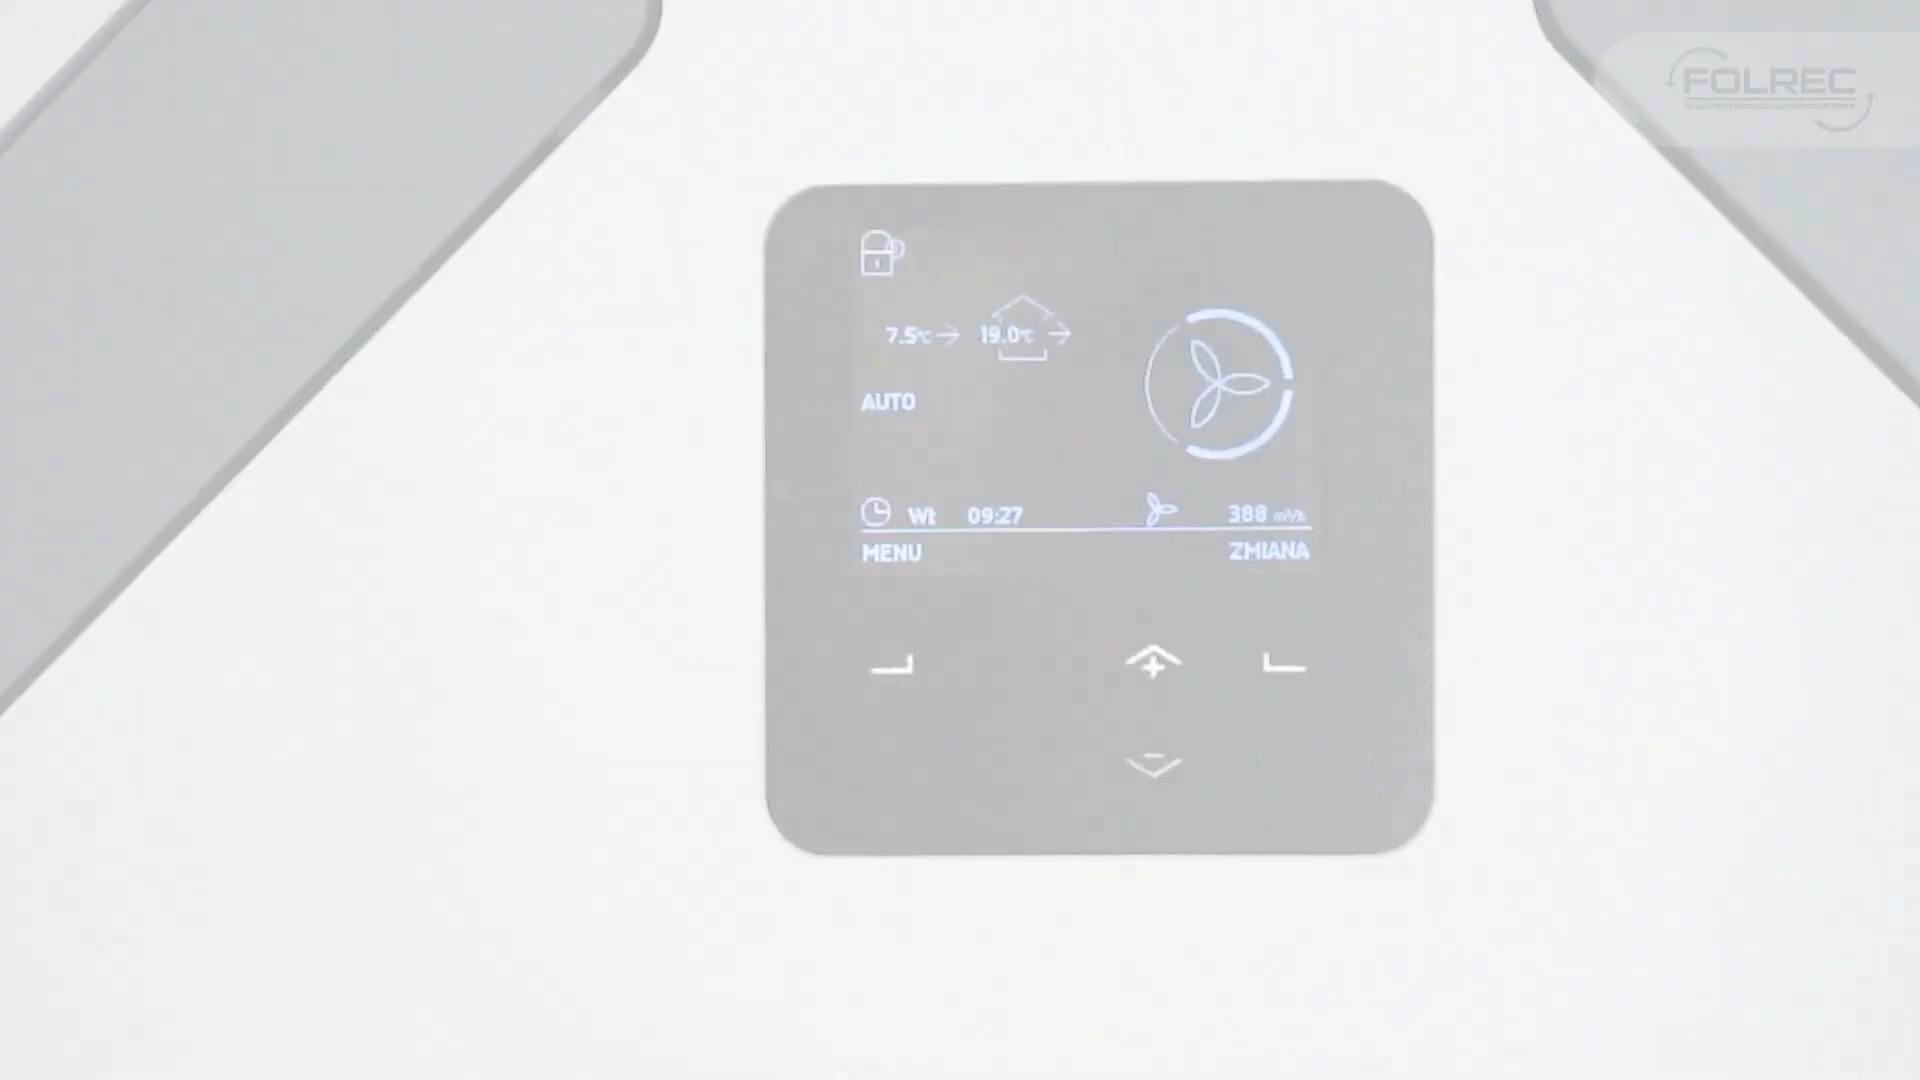 FOLREC
7.5℃ 19.0℃
AUTO
Wt 09:27 388 m³/h
MENU ZMIANA